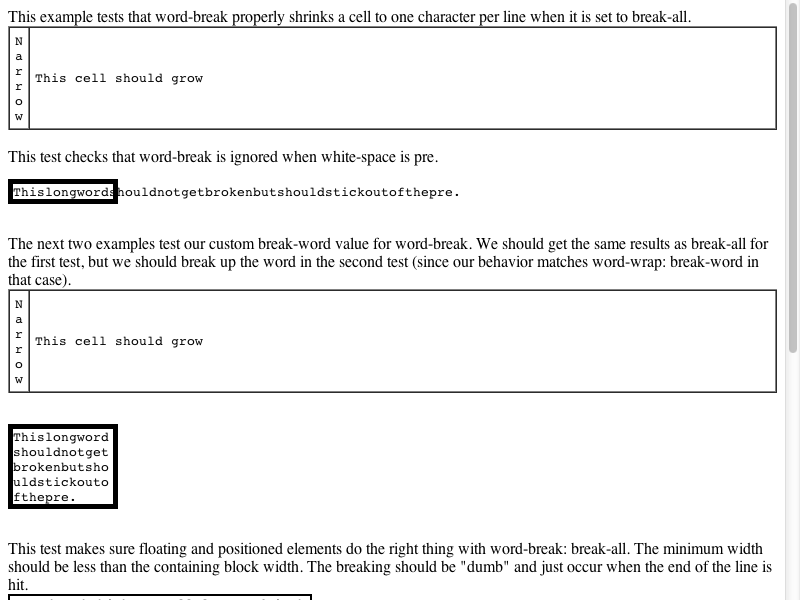 This example tests that word-break properly shrinks a cell to one character per line when it is set to break-all.
N
a
r
r
o
w
This cell should grow
This test checks that word-break is ignored when white-space is pre.
Thislongwordshouldnotgetbrokenbutshouldstickoutofthepre.
The next two examples test our custom break-word value for word-break. We should get the same results as break-all for
the first test, but we should break up the word in the second test (since our behavior matches word-wrap: break-word in
that case).
N
a
r
r
o
w
This cell should grow
Thislongword
shouldnotget
brokenbutsho
uldstickouto
fthepre.
This test makes sure floating and positioned elements do the right thing with word-break: break-all. The minimum width
should be less than the containing block width. The breaking should be "dumb" and just occur when the end of the line is
hit.